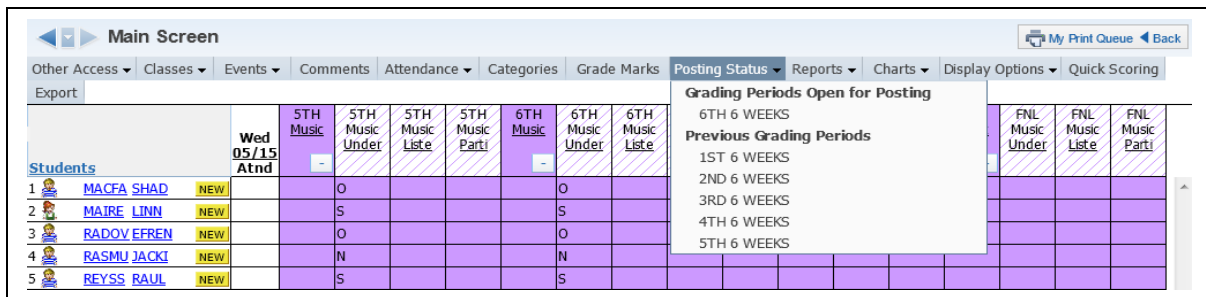 Main Screen
My Print Queue Back
Other Access Classes Events Comments Attendance Categories Grade Marks Posting Status Reports Charts Display Options Quick Scoring
Export
Grading Periods Open for Posting
6TH 6 WEEKS
Previous Grading Periods
1ST 6 WEEKS
2ND 6 WEEKS
3RD 6 WEEKS
4TH 6 WEEKS
5TH 6 WEEKS
Students
Wed 05/15 Atnd
5TH Music -
5TH Music Under
5TH Music Liste
5TH Music Parti
6TH Music -
6TH Music Under
6TH Music Liste
FNL Music Under
FNL Music Liste
FNL Music Parti
1 MACFA SHAD NEW O O
2 MAIRE LINN NEW S S
3 RADOV EFREN NEW O O
4 RASMU JACKI NEW N N
5 REYSS RAUL NEW S S